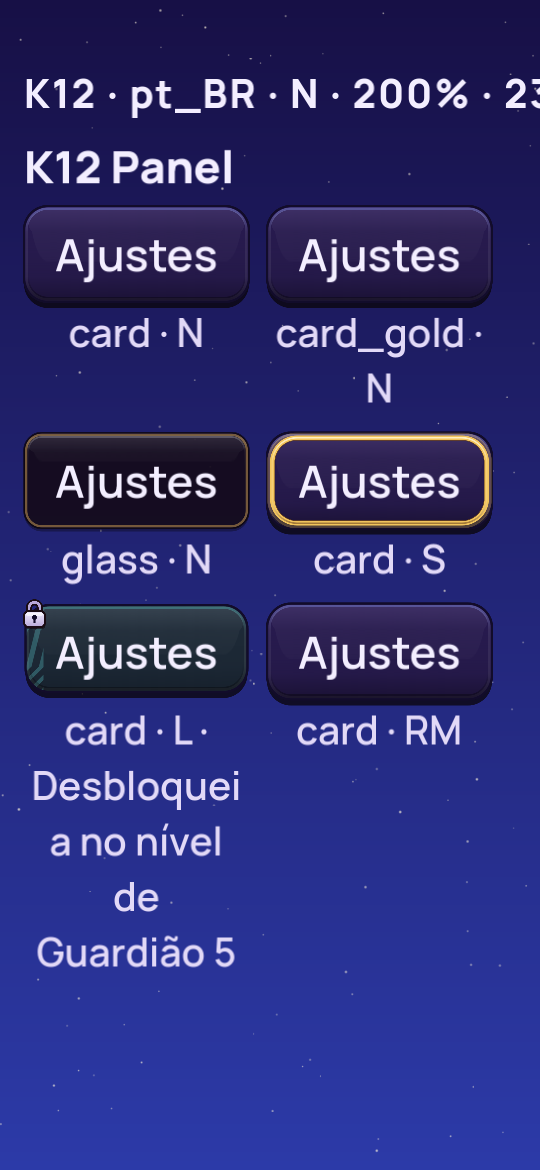 K12 · pt_BR · N · 200% · 23
K12 Panel
Ajustes
Ajustes
card · N
card_gold ·
N
Ajustes
Ajustes
glass · N
card · S
Ajustes
Ajustes
card · L ·
Desbloquei
a no nível
de
Guardião 5
card · RM